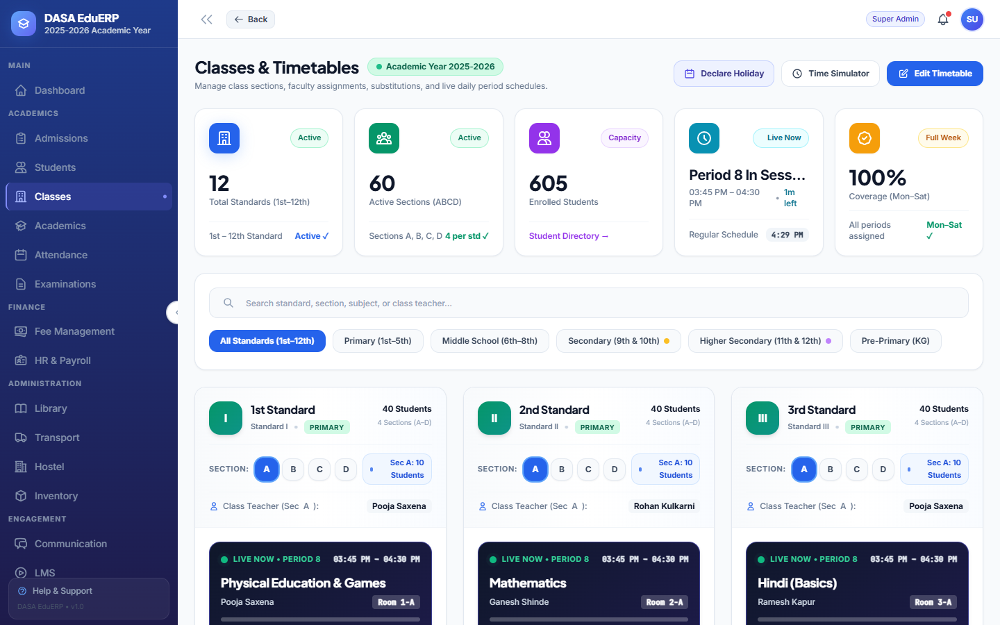 DASA EduERP
2025-2026 Academic Year
MAIN
Dashboard
ACADEMICS
Admissions
Students
Classes
Academics
Attendance
Examinations
FINANCE
Fee Management
HR & Payroll
ADMINISTRATION
Library
Transport
Hostel
Inventory
ENGAGEMENT
Communication
LMS
Help & Support
DASA EduERP • v1.0
Back
Super Admin
SU
Classes & Timetables
Academic Year 2025-2026
Manage class sections, faculty assignments, substitutions, and live daily period schedules.
Declare Holiday
Time Simulator
Edit Timetable
Active
12
Total Standards (1st–12th)
1st – 12th Standard
Active ✓
Active
60
Active Sections (ABCD)
Sections A, B, C, D
4 per std ✓
Capacity
605
Enrolled Students
Student Directory →
Live Now
Period 8 In Sess...
03:45 PM – 04:30 PM
• 1m left
Regular Schedule
4:29 PM
Full Week
100%
Coverage (Mon–Sat)
All periods assigned
Mon–Sat ✓
Search standard, section, subject, or class teacher...
All Standards (1st–12th)
Primary (1st–5th)
Middle School (6th–8th)
Secondary (9th & 10th)
Higher Secondary (11th & 12th)
Pre-Primary (KG)
I
1st Standard
40 Students
Standard I
PRIMARY
4 Sections (A–D)
SECTION:
A
B
C
D
Sec A: 10 Students
Class Teacher (Sec A ):
Pooja Saxena
LIVE NOW • PERIOD 8
03:45 PM – 04:30 PM
Physical Education & Games
Pooja Saxena
Room 1-A
II
2nd Standard
40 Students
Standard II
PRIMARY
4 Sections (A–D)
SECTION:
A
B
C
D
Sec A: 10 Students
Class Teacher (Sec A ):
Rohan Kulkarni
LIVE NOW • PERIOD 8
03:45 PM – 04:30 PM
Mathematics
Ganesh Shinde
Room 2-A
III
3rd Standard
40 Students
Standard III
PRIMARY
4 Sections (A–D)
SECTION:
A
B
C
D
Sec A: 10 Students
Class Teacher (Sec A ):
Pooja Saxena
LIVE NOW • PERIOD 8
03:45 PM – 04:30 PM
Hindi (Basics)
Ramesh Kapur
Room 3-A